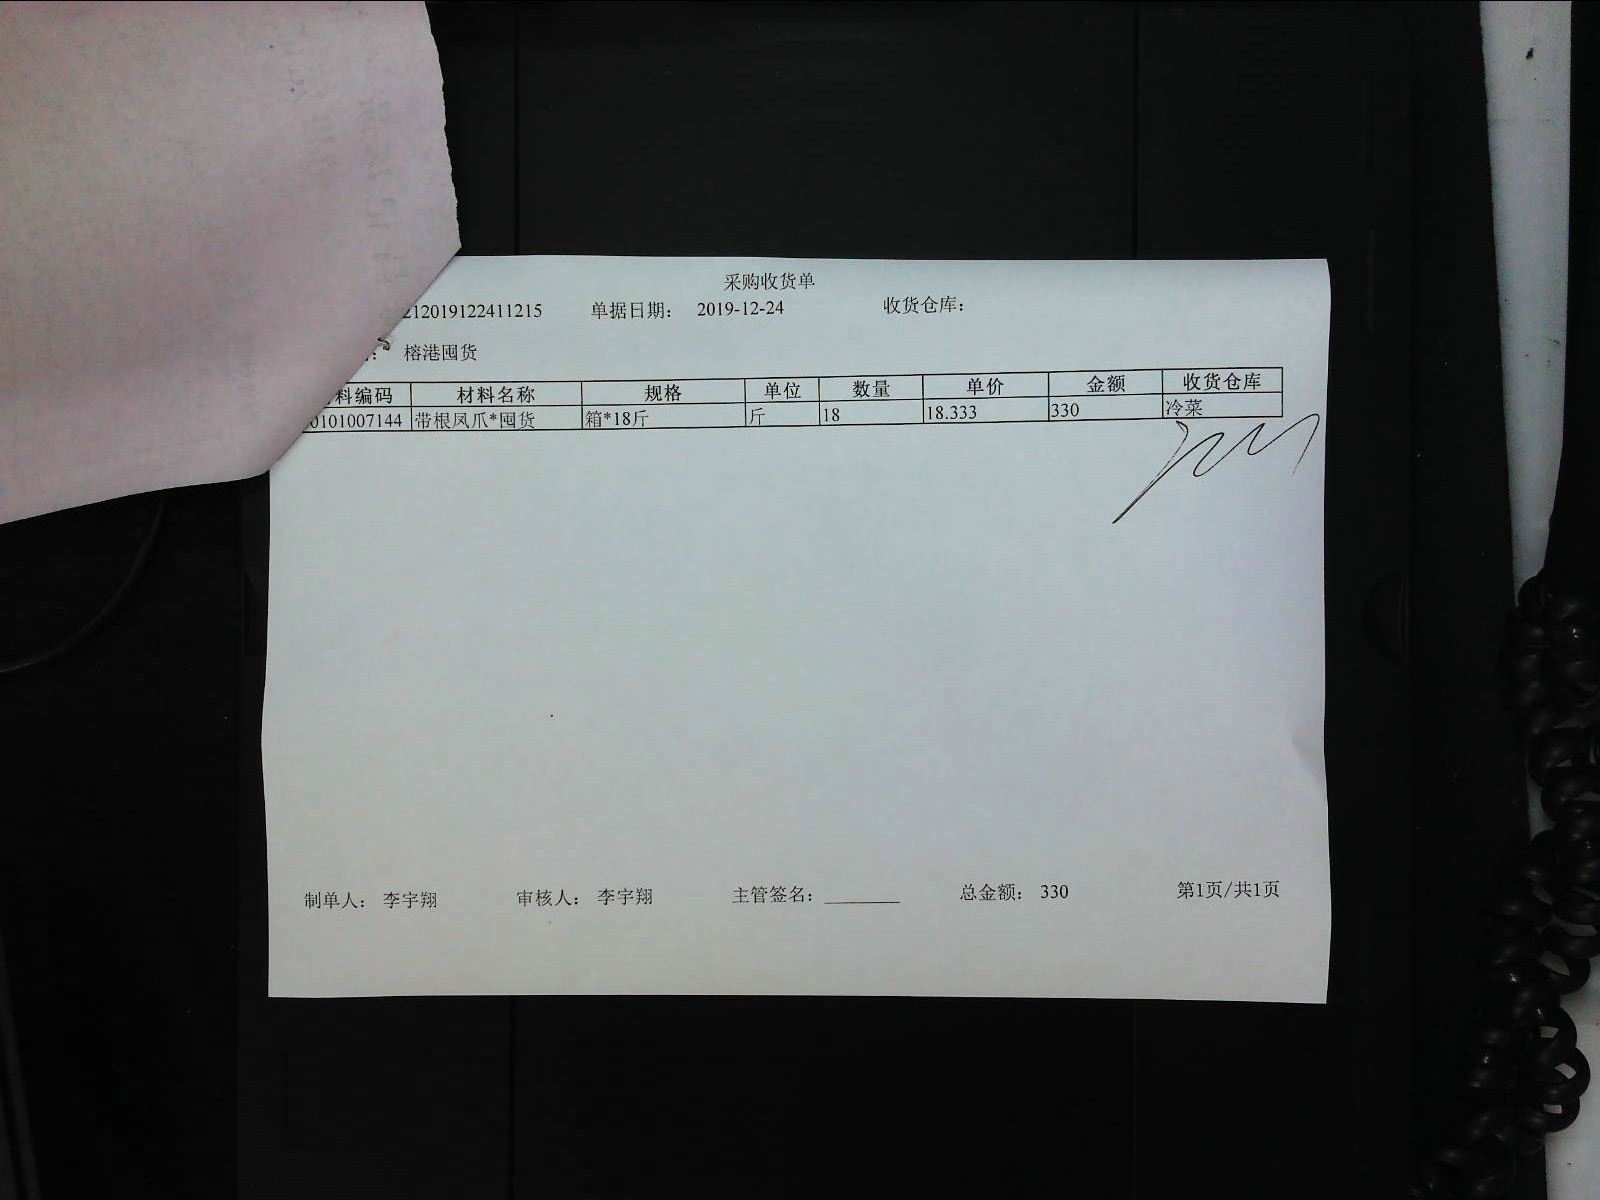 采购收货单
212019122411215 单据日期： 2019-12-24 收货仓库：
： 榕港囤货
料编码 材料名称 规格 单位 数量 单价 金额 收货仓库
0101007144 带根凤爪*囤货 箱*18斤 斤 18 18.333 330 冷菜
制单人： 李宇翔 审核人： 李宇翔 主管签名： 总金额： 330 第1页/共1页